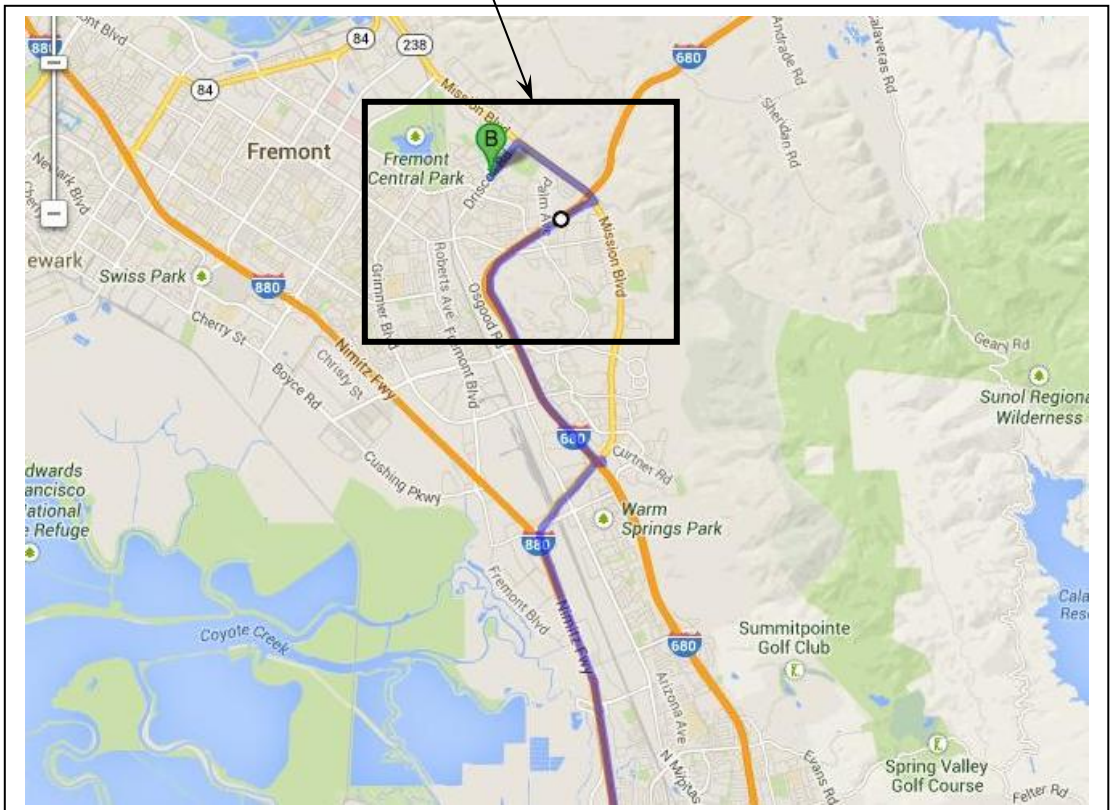 84
238
880
680
Andrade Rd
Calaveras Rd
Sheridan Rd
84
Mission Blvd
B
Fremont
Fremont
Central Park
Driscoll Rd
Palm Ave
Newark Blvd
ewark
Swiss Park
880
Mission Blvd
Roberts Ave
Grimmer Blvd
Osgood Rd
Cherry St
Nimitz Fwy
Christy St
Fremont Blvd
Boyce Rd
Geary Rd
Sunol Regiona
Wilderness
680
Curtner Rd
Cushing Pkwy
dwards
ancisco
ational
e Refuge
Warm
Springs Park
880
Fremont Blvd
Nimitz Fwy
Coyote Creek
Cala
Res
Summitpointe
Golf Club
680
Arizona Ave
N Milpitas
Evans Rd
Spring Valley
Golf Course
Felter Rd